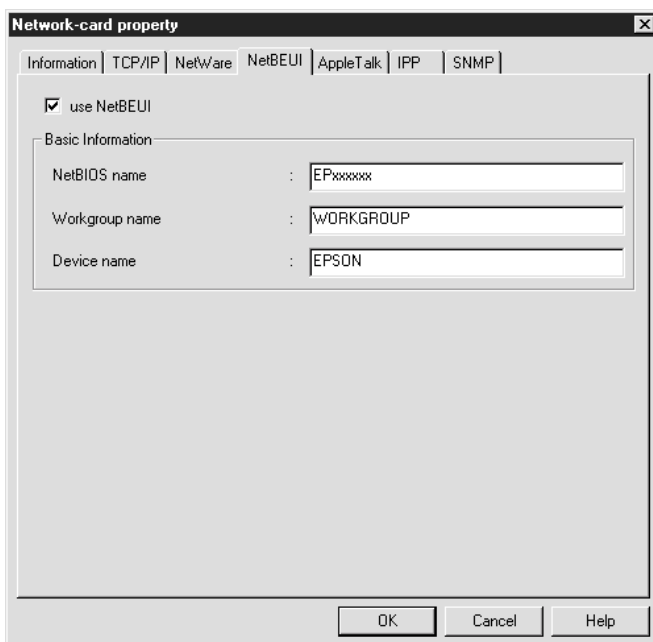 Network-card property
Information TCP/IP NetWare NetBEUI AppleTalk IPP SNMP
use NetBEUI
Basic Information
NetBIOS name : EPxxxxxx
Workgroup name : WORKGROUP
Device name : EPSON
OK Cancel Help